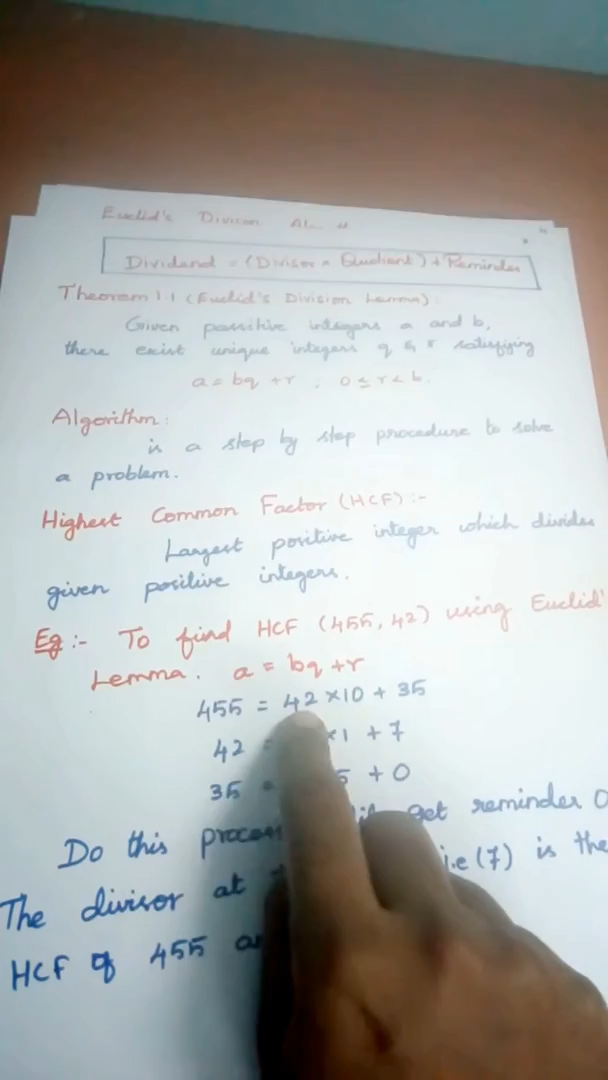 Euclid's Divison
Dividend = (Divisor × Quotient) + Reminder
Theorem 1.1 (Euclid's Division Lemma):
Given possitive integers a and b,
there exist unique integers q & r satisfying
a = bq + r , 0 ≤ r < b.
Algorithm:
is a step by step procedure to solve
a problem.
Highest Common Factor (HCF) :-
Largest positive integer which divides
given positive integers.
Eg :- To find HCF (455, 42) using Euclid'
Lemma. a = bq + r
455 = 42 × 10 + 35
42 = × 1 + 7
35 = 5 + 0
Do this get reminder 0
The divisor at i.e (7) is the
HCF of 455